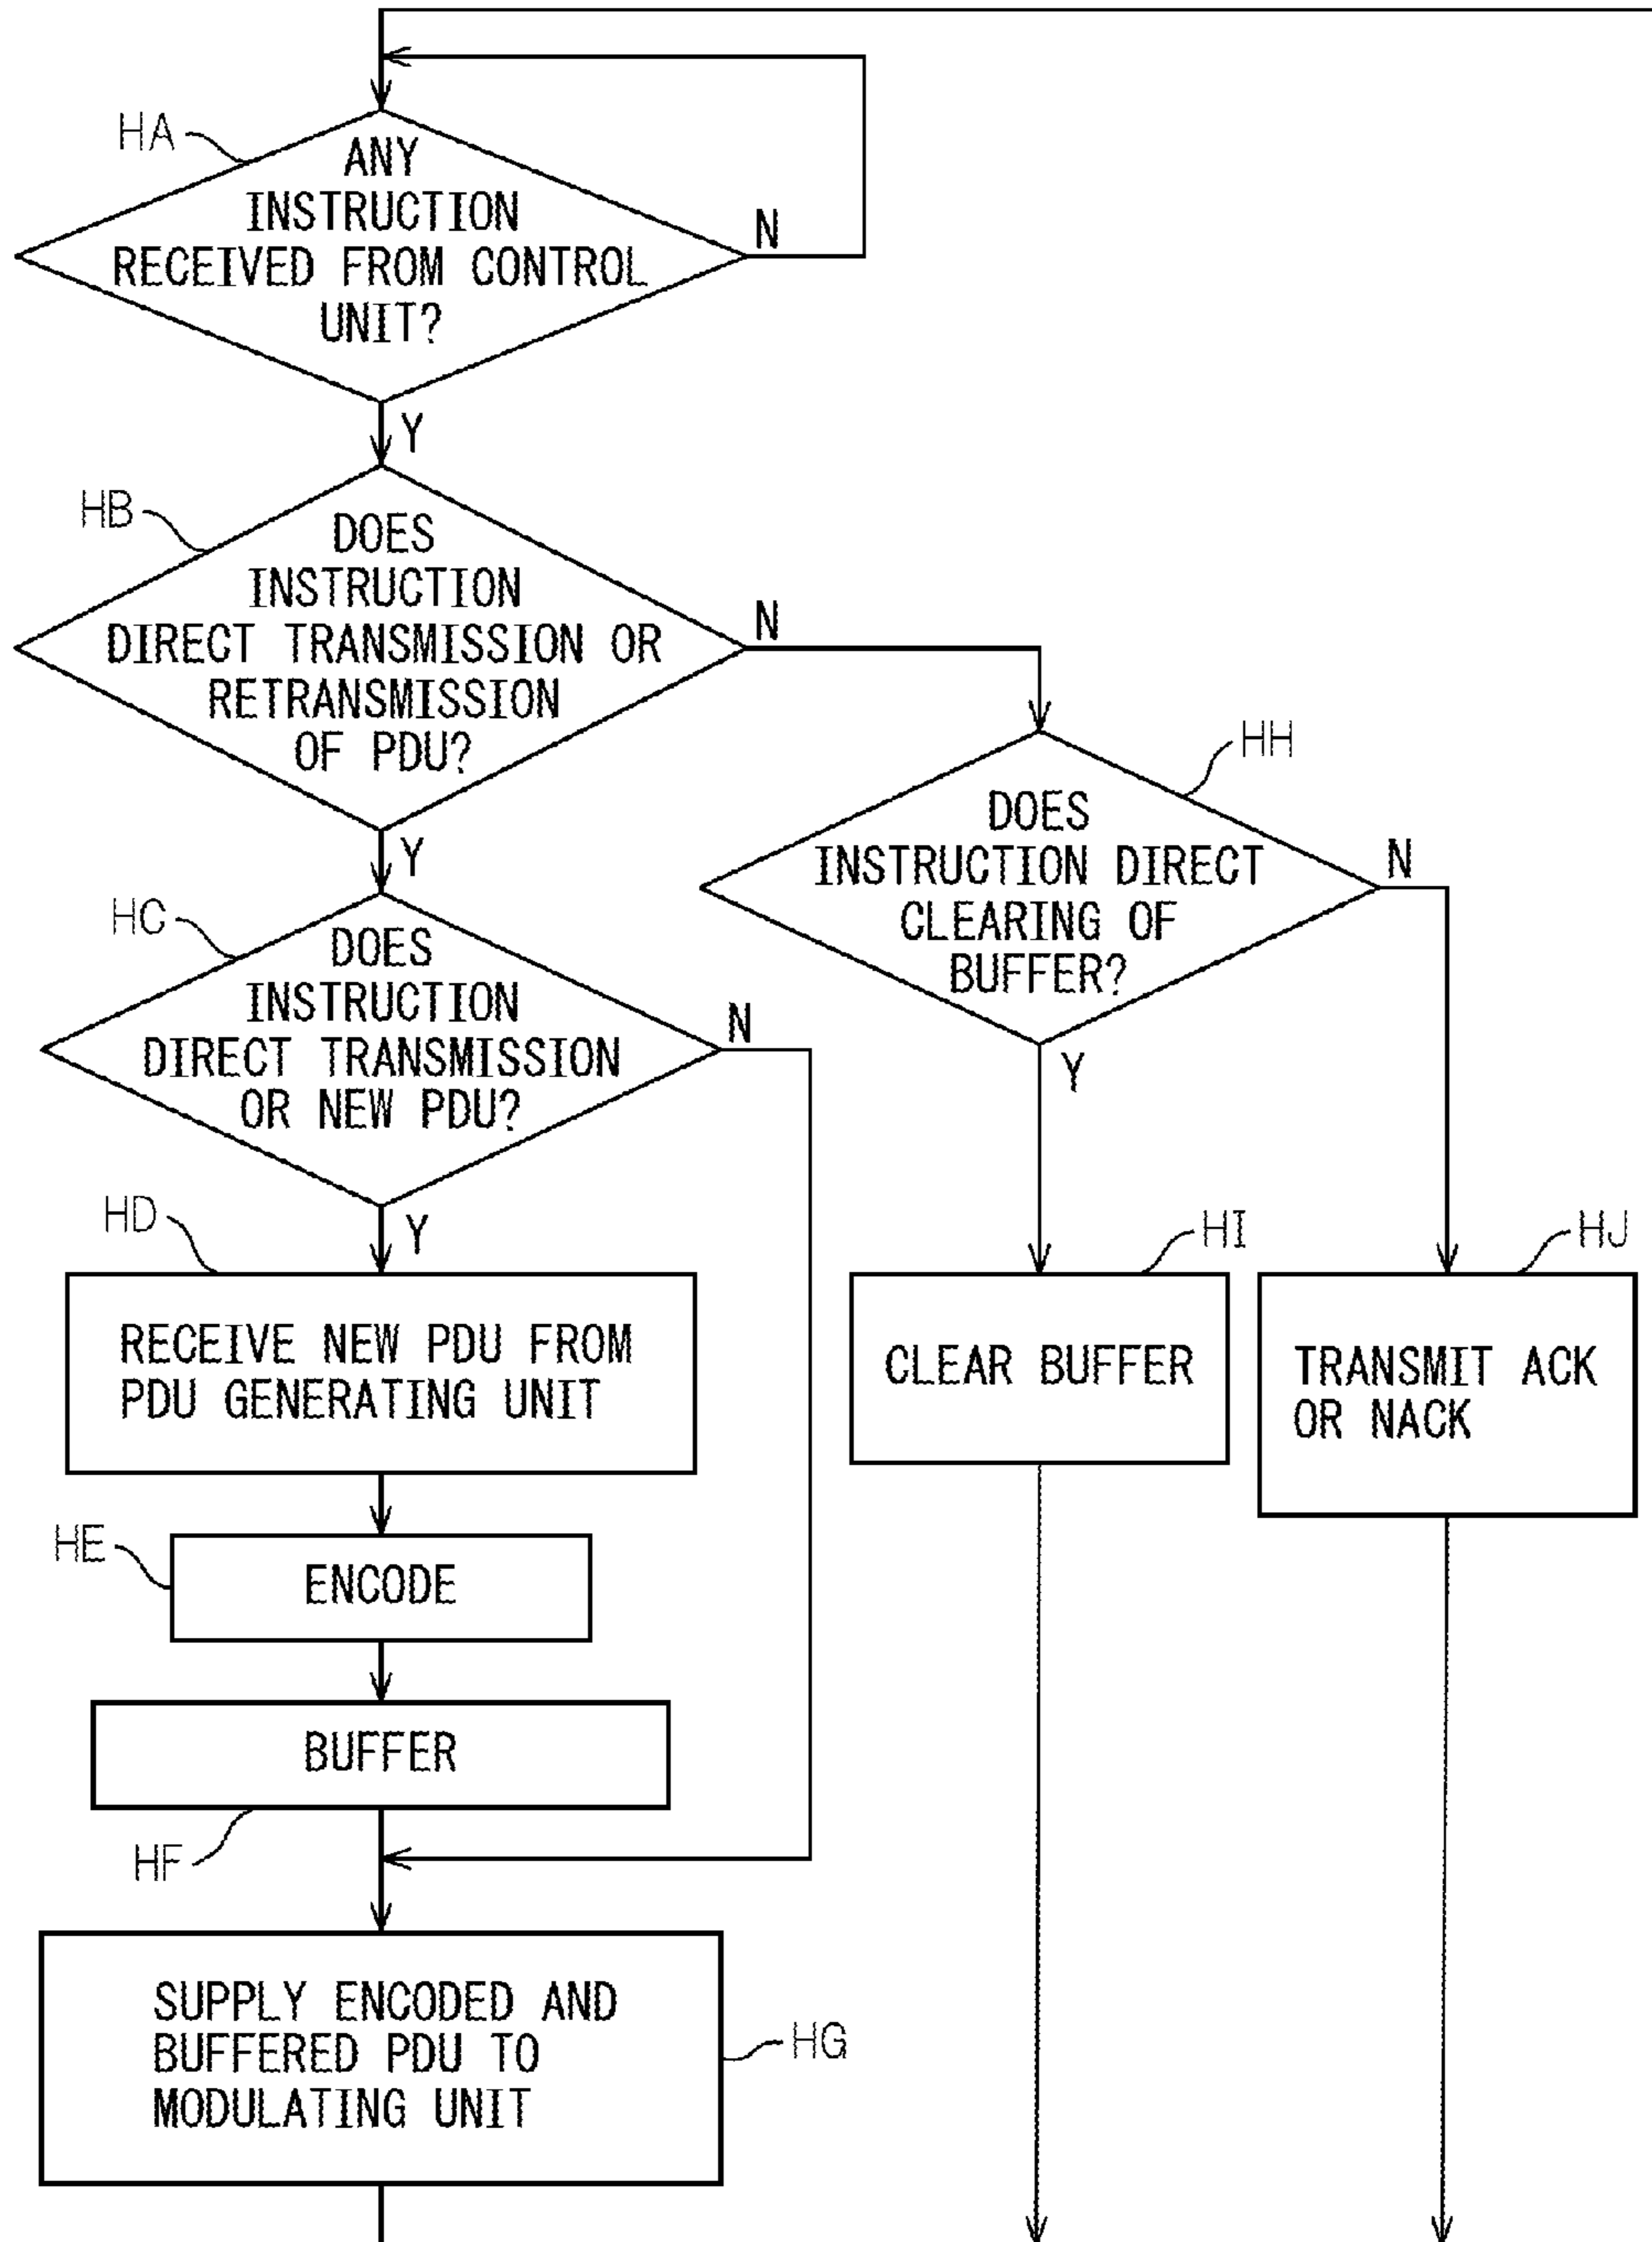 HA
ANY
INSTRUCTION
RECEIVED FROM CONTROL
UNIT?
N
Y
HB
DOES
INSTRUCTION
DIRECT TRANSMISSION OR
RETRANSMISSION
OF PDU?
N
Y
HH
DOES
INSTRUCTION DIRECT
CLEARING OF
BUFFER?
N
Y
HC
DOES
INSTRUCTION
DIRECT TRANSMISSION
OR NEW PDU?
N
Y
HD
RECEIVE NEW PDU FROM
PDU GENERATING UNIT
HI
CLEAR BUFFER
HJ
TRANSMIT ACK
OR NACK
HE
ENCODE
BUFFER
HF
SUPPLY ENCODED AND
BUFFERED PDU TO
MODULATING UNIT
HG